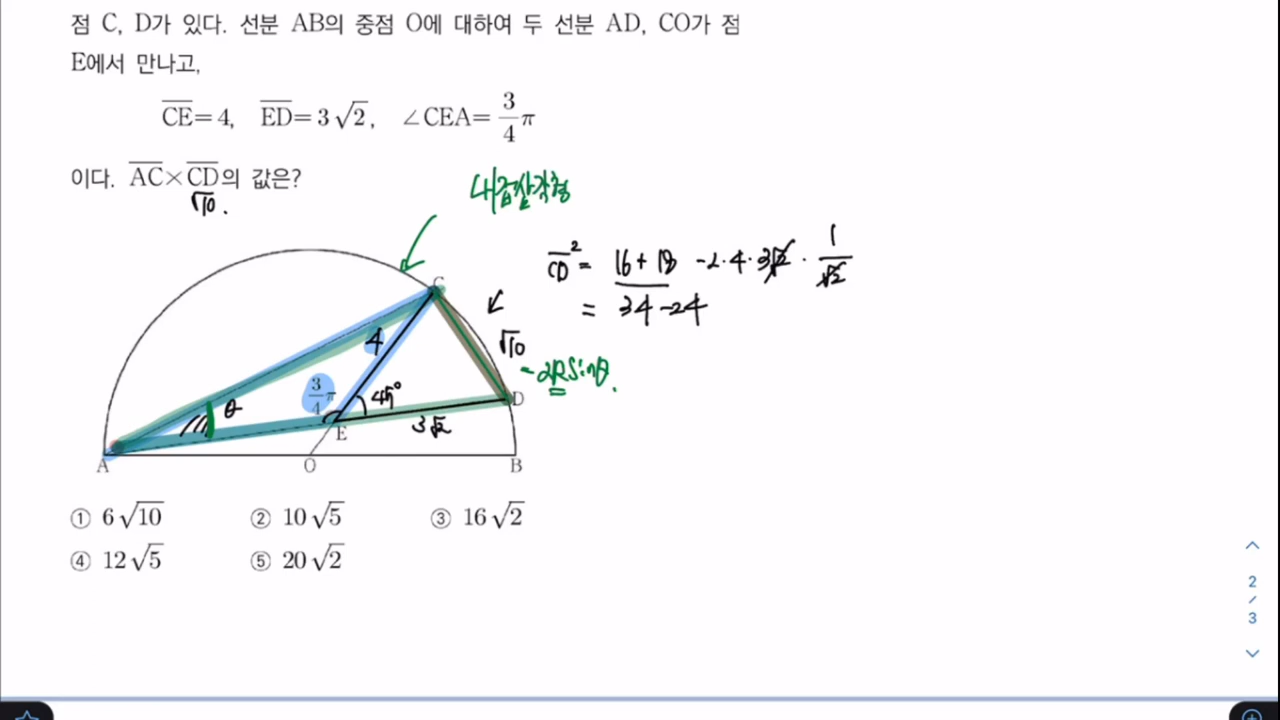 점 C, D가 있다. 선분 AB의 중점 O에 대하여 두 선분 AD, CO가 점
E에서 만나고,
CE=4, ED=3√2, ∠CEA=3/4π
이다. AC×CD의 값은?
√10.
내접삼각형
CD²= 16+18 -2·4·3√2·1/√2
= 34-24
C
4
√10
=2Rsinθ.
3/4π
45°
θ
D
E
3√2
A
O
B
① 6√10 ② 10√5 ③ 16√2
④ 12√5 ⑤ 20√2
2
/
3